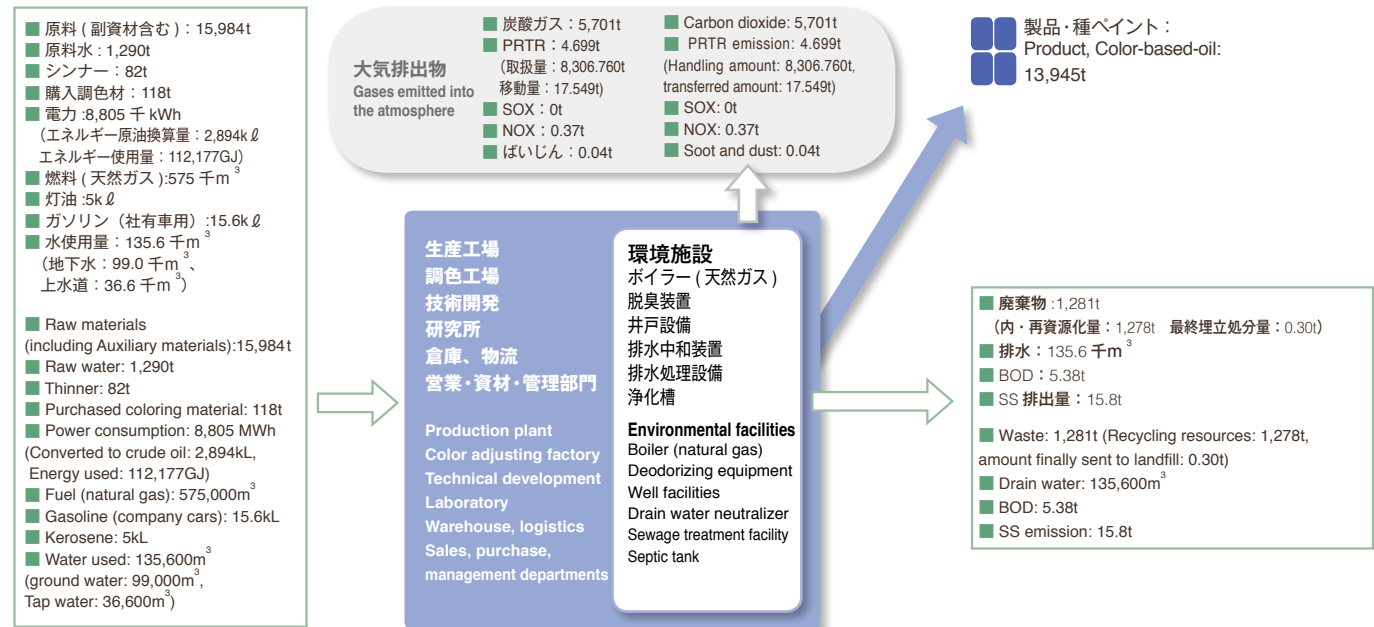 ■ 原料 ( 副資材含む ) : 15,984t
■ 原料水 : 1,290t
■ シンナー : 82t
■ 購入調色材 : 118t
■ 電力 :8,805 千 kWh
（エネルギー原油換算量 : 2,894kℓ
エネルギー使用量 : 112,177GJ）
■ 燃料 ( 天然ガス ):575 千m³
■ 灯油 :5kℓ
■ ガソリン（社有車用）:15.6kℓ
■ 水使用量 : 135.6 千m³
（地下水 : 99.0 千m³、
上水道 : 36.6 千m³）
■ Raw materials
(including Auxiliary materials):15,984t
■ Raw water: 1,290t
■ Thinner: 82t
■ Purchased coloring material: 118t
■ Power consumption: 8,805 MWh
(Converted to crude oil: 2,894kL,
Energy used: 112,177GJ)
■ Fuel (natural gas): 575,000m³
■ Gasoline (company cars): 15.6kL
■ Kerosene: 5kL
■ Water used: 135,600m³
(ground water: 99,000m³,
Tap water: 36,600m³)
大気排出物
Gases emitted into
the atmosphere
■ 炭酸ガス : 5,701t
■ PRTR : 4.699t
（取扱量 : 8,306.760t
移動量 : 17.549t)
■ SOX : 0t
■ NOX : 0.37t
■ ばいじん : 0.04t
■ Carbon dioxide: 5,701t
■ PRTR emission: 4.699t
(Handling amount: 8,306.760t,
transferred amount: 17.549t)
■ SOX: 0t
■ NOX: 0.37t
■ Soot and dust: 0.04t
生産工場
調色工場
技術開発
研究所
倉庫、物流
営業・資材・管理部門
Production plant
Color adjusting factory
Technical development
Laboratory
Warehouse, logistics
Sales, purchase,
management departments
環境施設
ボイラー ( 天然ガス )
脱臭装置
井戸設備
排水中和装置
排水処理設備
浄化槽
Environmental facilities
Boiler (natural gas)
Deodorizing equipment
Well facilities
Drain water neutralizer
Sewage treatment facility
Septic tank
製品・種ペイント :
Product, Color-based-oil:
13,945t
■ 廃棄物 :1,281t
（内・再資源化量 : 1,278t 最終埋立処分量 : 0.30t）
■ 排水 : 135.6 千m³
■ BOD : 5.38t
■ SS 排出量 : 15.8t
■ Waste: 1,281t (Recycling resources: 1,278t,
amount finally sent to landfill: 0.30t)
■ Drain water: 135,600m³
■ BOD: 5.38t
■ SS emission: 15.8t